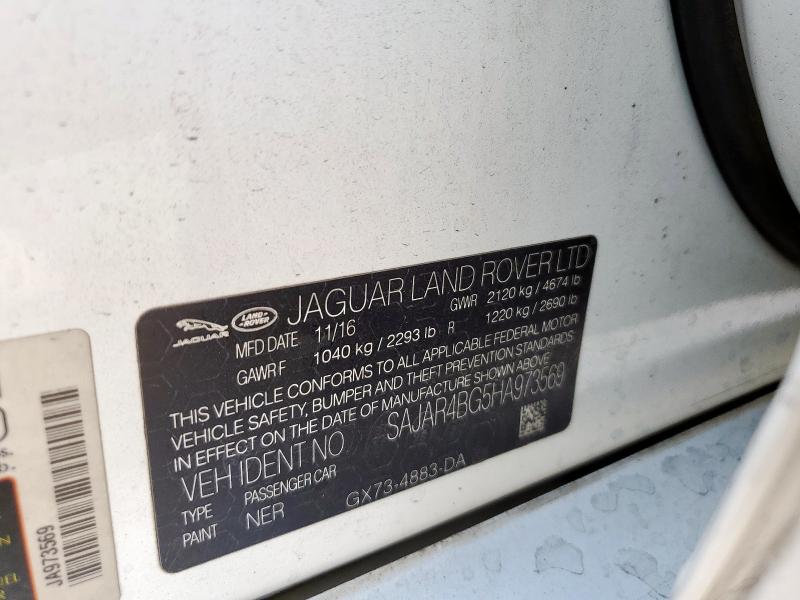 JAGUAR
LAND ROVER
JAGUAR LAND ROVER LTD
MFD DATE 11/16 GVWR 2120 kg / 4674 lb
GAWR F 1040 kg / 2293 lb R 1220 kg / 2690 lb
THIS VEHICLE CONFORMS TO ALL APPLICABLE FEDERAL MOTOR
VEHICLE SAFETY, BUMPER AND THEFT PREVENTION STANDARDS
IN EFFECT ON THE DATE OF MANUFACTURE SHOWN ABOVE
VEH IDENT NO SAJAR4BG5HA973569
TYPE PASSENGER CAR
PAINT NER GX73-4883-DA
JA973569